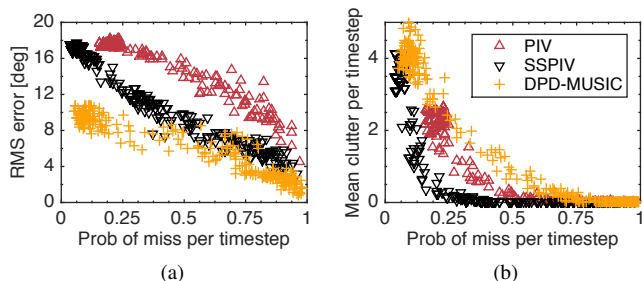 20
16
12
8
4
0
RMS error [deg]
0 0.25 0.5 0.75 1
Prob of miss per timestep
(a)
4
2
0
Mean clutter per timestep
PIV
SSPIV
DPD-MUSIC
0 0.25 0.5 0.75 1
Prob of miss per timestep
(b)